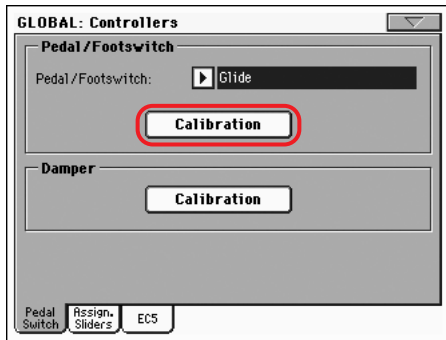 GLOBAL: Controllers
Pedal/Footswitch
Pedal/Footswitch: Glide
Calibration
Damper
Calibration
Pedal Switch
Assign. Sliders
EC5